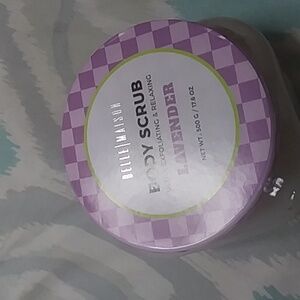 BELLE|MAISON
BODY SCRUB
EXFOLIATING & RELAXING
LAVENDER
NET WT: 500 G / 17.6 OZ